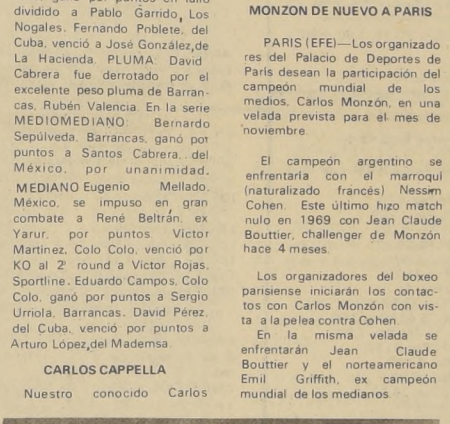 dividido a Pablo Garrido, Los
Nogales. Fernando Poblete, del
Cuba, venció a José González,de
La Hacienda. PLUMA: David
Cabrera fue derrotado por el
excelente peso pluma de Barran-
cas, Rubén Valencia. En la serie
MEDIOMEDIANO: Bernardo
Sepúlveda, Barrancas, ganó por
puntos a Santos Cabrera, del
México, por unanimidad.
MEDIANO Eugenio Mellado,
México, se impuso en gran
combate a René Beltrán, ex
Yarur, por puntos. Víctor
Martínez, Colo Colo, venció por
KO al 2º round a Víctor Rojas,
Sportline. Eduardo Campos, Colo
Colo, ganó por puntos a Sergio
Urriola, Barrancas. David Pérez,
del Cuba, venció por puntos a
Arturo López,del Mademsa.
CARLOS CAPPELLA
Nuestro conocido Carlos
MONZON DE NUEVO A PARIS
PARIS (EFE)—Los organizado
res del Palacio de Deportes de
París desean la participación del
campeón mundial de los
medios, Carlos Monzón, en una
velada prevista para el mes de
noviembre.
El campeón argentino se
enfrentaría con el marroquí
(naturalizado francés) Nessim
Cohen. Este último hizo match
nulo en 1969 con Jean Claude
Bouttier, challenger de Monzón
hace 4 meses.
Los organizadores del boxeo
parisiense iniciarán los contac-
tos con Carlos Monzón con vis-
ta a la pelea contra Cohen.
En la misma velada se
enfrentarán Jean Claude
Bouttier y el norteamericano
Emil Griffith, ex campeón
mundial de los medianos.